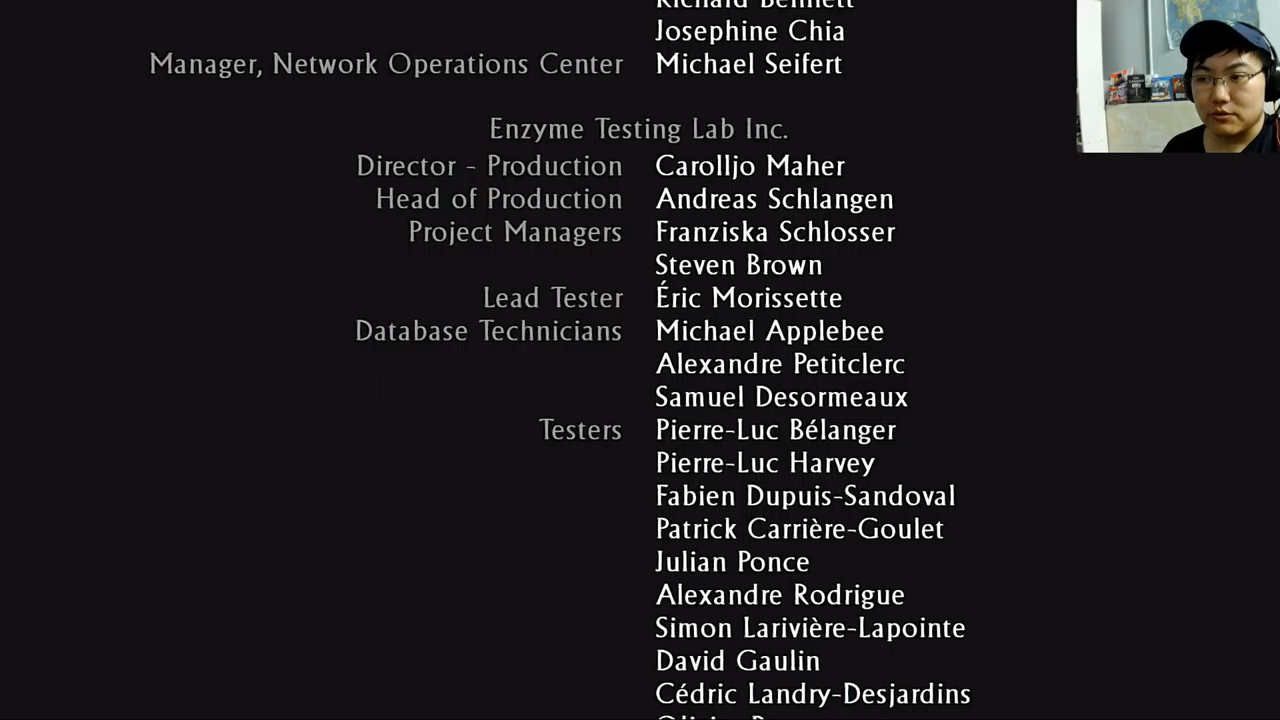 Richard Bennett
Josephine Chia
Manager, Network Operations Center Michael Seifert
Enzyme Testing Lab Inc.
Director - Production Carolljo Maher
Head of Production Andreas Schlangen
Project Managers Franziska Schlosser
Steven Brown
Lead Tester Éric Morissette
Database Technicians Michael Applebee
Alexandre Petitclerc
Samuel Desormeaux
Testers Pierre-Luc Bélanger
Pierre-Luc Harvey
Fabien Dupuis-Sandoval
Patrick Carrière-Goulet
Julian Ponce
Alexandre Rodrigue
Simon Larivière-Lapointe
David Gaulin
Cédric Landry-Desjardins